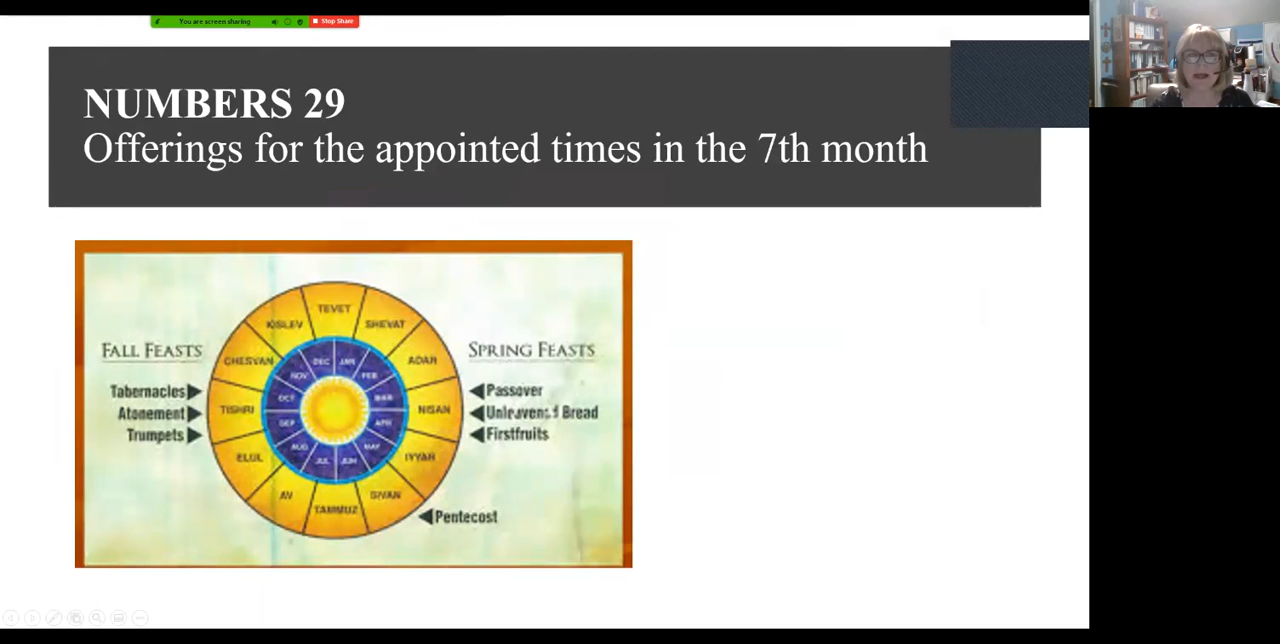 You are screen sharing
Stop Share
NUMBERS 29
Offerings for the appointed times in the 7th month
FALL FEASTS
Tabernacles
Atonement
Trumpets
SPRING FEASTS
Passover
Unleavened Bread
Firstfruits
Pentecost
TEVET
SHEVAT
ADAR
NISAN
IYYAR
SIVAN
TAMMUZ
AV
ELUL
TISHRI
CHESVAN
KISLEV
DEC
JAN
FEB
MAR
APR
MAY
JUN
JUL
AUG
SEP
OCT
NOV